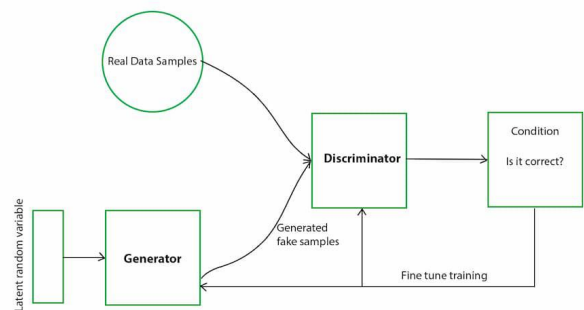 Real Data Samples
Condition
Is it correct?
Discriminator
Generated
fake samples
Latent random variable
Generator
Fine tune training